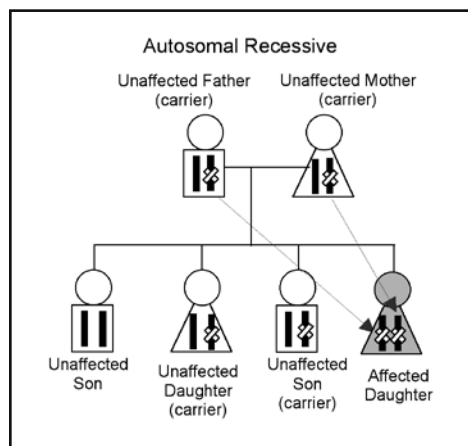 Autosomal Recessive
Unaffected Father
(carrier)
Unaffected Mother
(carrier)
Unaffected
Son
Unaffected
Daughter
(carrier)
Unaffected
Son
(carrier)
Affected
Daughter